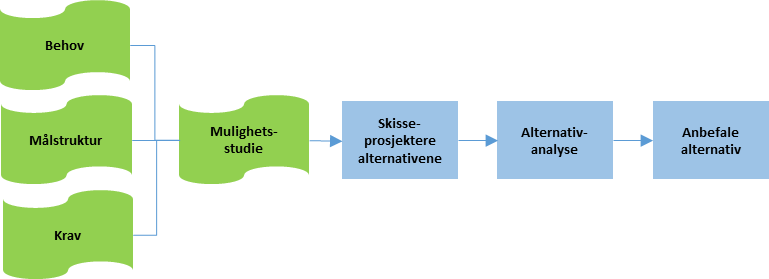 Behov
Målstruktur
Krav
Mulighets-
studie
Skisse-
prosjektere
alternativene
Alternativ-
analyse
Anbefale
alternativ